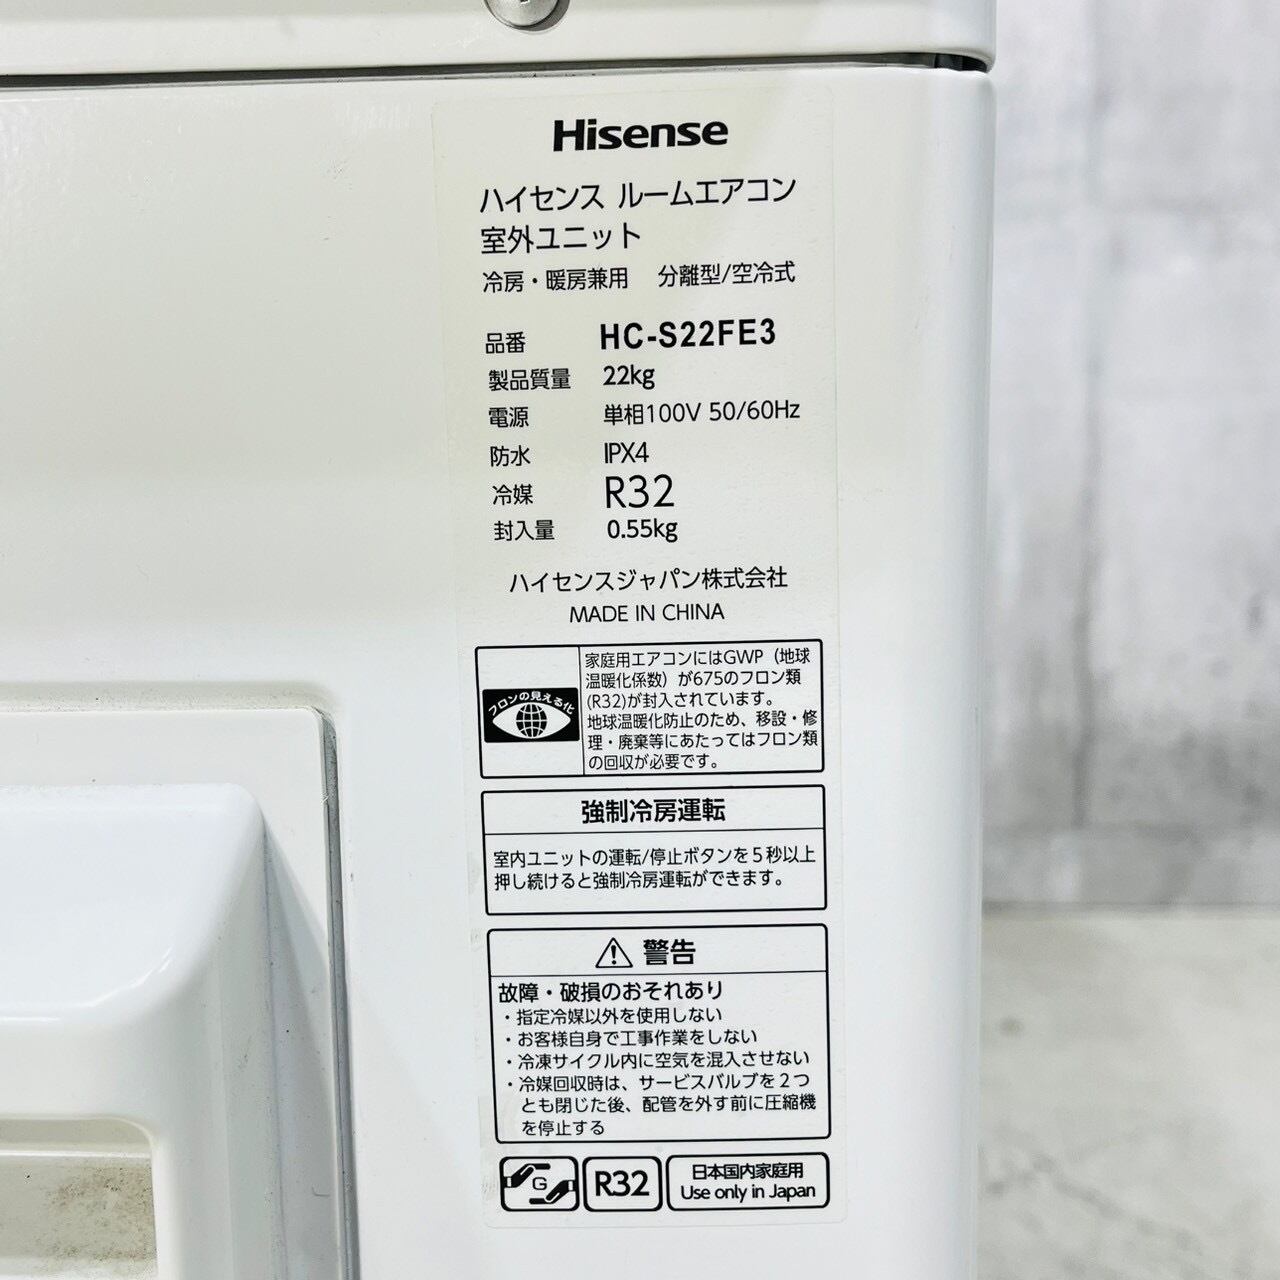 Hisense
ハイセンス ルームエアコン
室外ユニット
冷房・暖房兼用 分離型/空冷式
品番 HC-S22FE3
製品質量 22kg
電源 単相100V 50/60Hz
防水 IPX4
冷媒 R32
封入量 0.55kg
ハイセンスジャパン株式会社
MADE IN CHINA
フロンの見える化
家庭用エアコンにはGWP（地球
温暖化係数）が675のフロン類
(R32)が封入されています。
地球温暖化防止のため、移設・修
理・廃棄等にあたってはフロン類
の回収が必要です。
強制冷房運転
室内ユニットの運転/停止ボタンを5秒以上
押し続けると強制冷房運転ができます。
警告
故障・破損のおそれあり
・指定冷媒以外を使用しない
・お客様自身で工事作業をしない
・冷凍サイクル内に空気を混入させない
・冷媒回収時は、サービスバルブを2つ
とも閉じた後、配管を外す前に圧縮機
を停止する
G
R32
日本国内家庭用
Use only in Japan